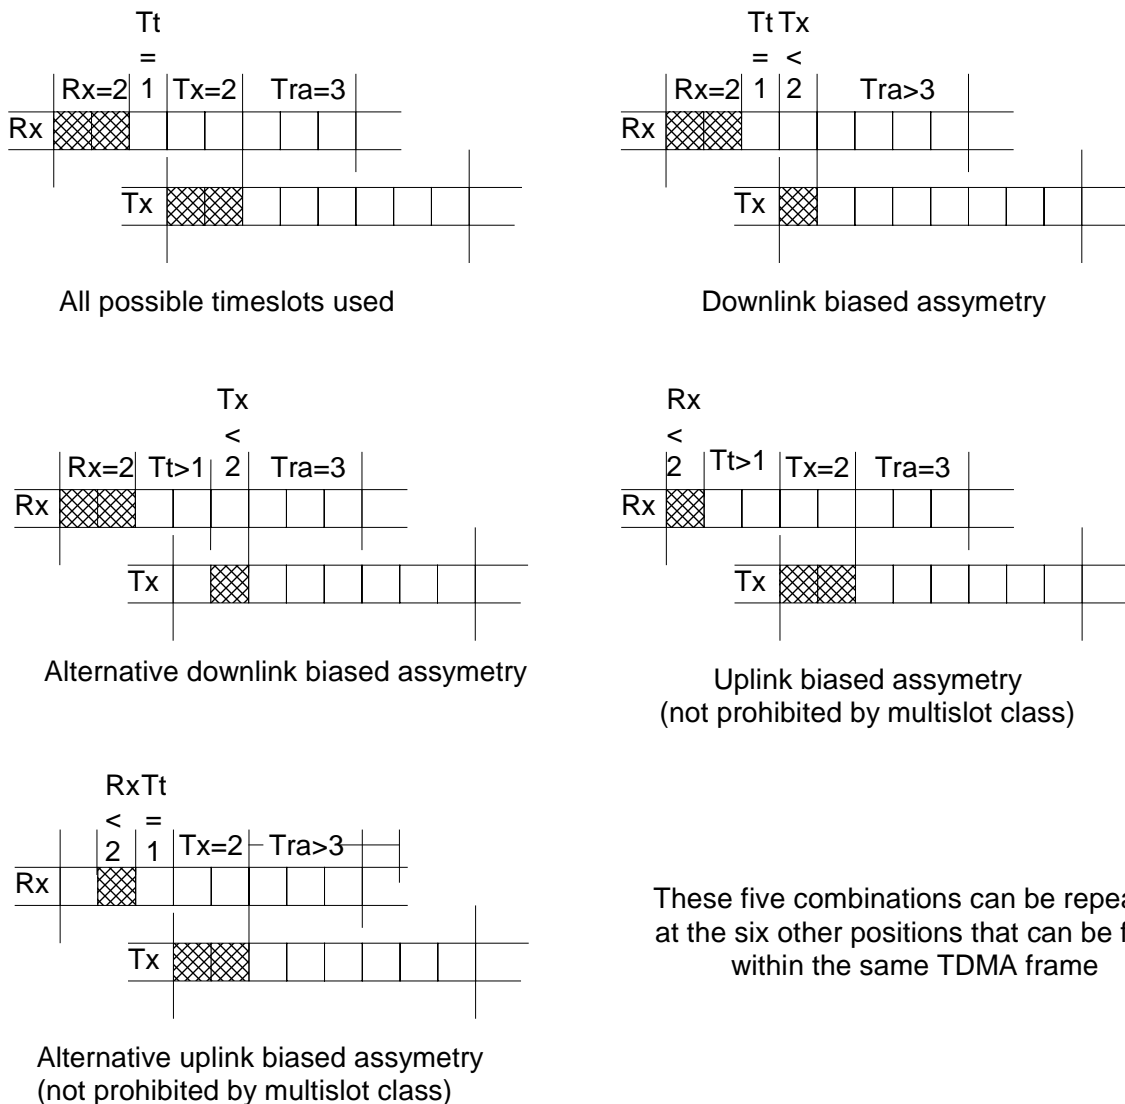 Tt
=
Rx=2 1 Tx=2 Tra=3
Rx
Tx
All possible timeslots used
Tt Tx
= <
Rx=2 1 2 Tra>3
Rx
Tx
Downlink biased assymetry
Tx
<
Rx=2 Tt>1 2 Tra=3
Rx
Tx
Alternative downlink biased assymetry
Rx
<
2 Tt>1 Tx=2 Tra=3
Rx
Tx
Uplink biased assymetry
(not prohibited by multislot class)
RxTt
< =
2 1 Tx=2 Tra>3
Rx
Tx
Alternative uplink biased assymetry
(not prohibited by multislot class)
These five combinations can be
at the six other positions that can be
within the same TDMA frame